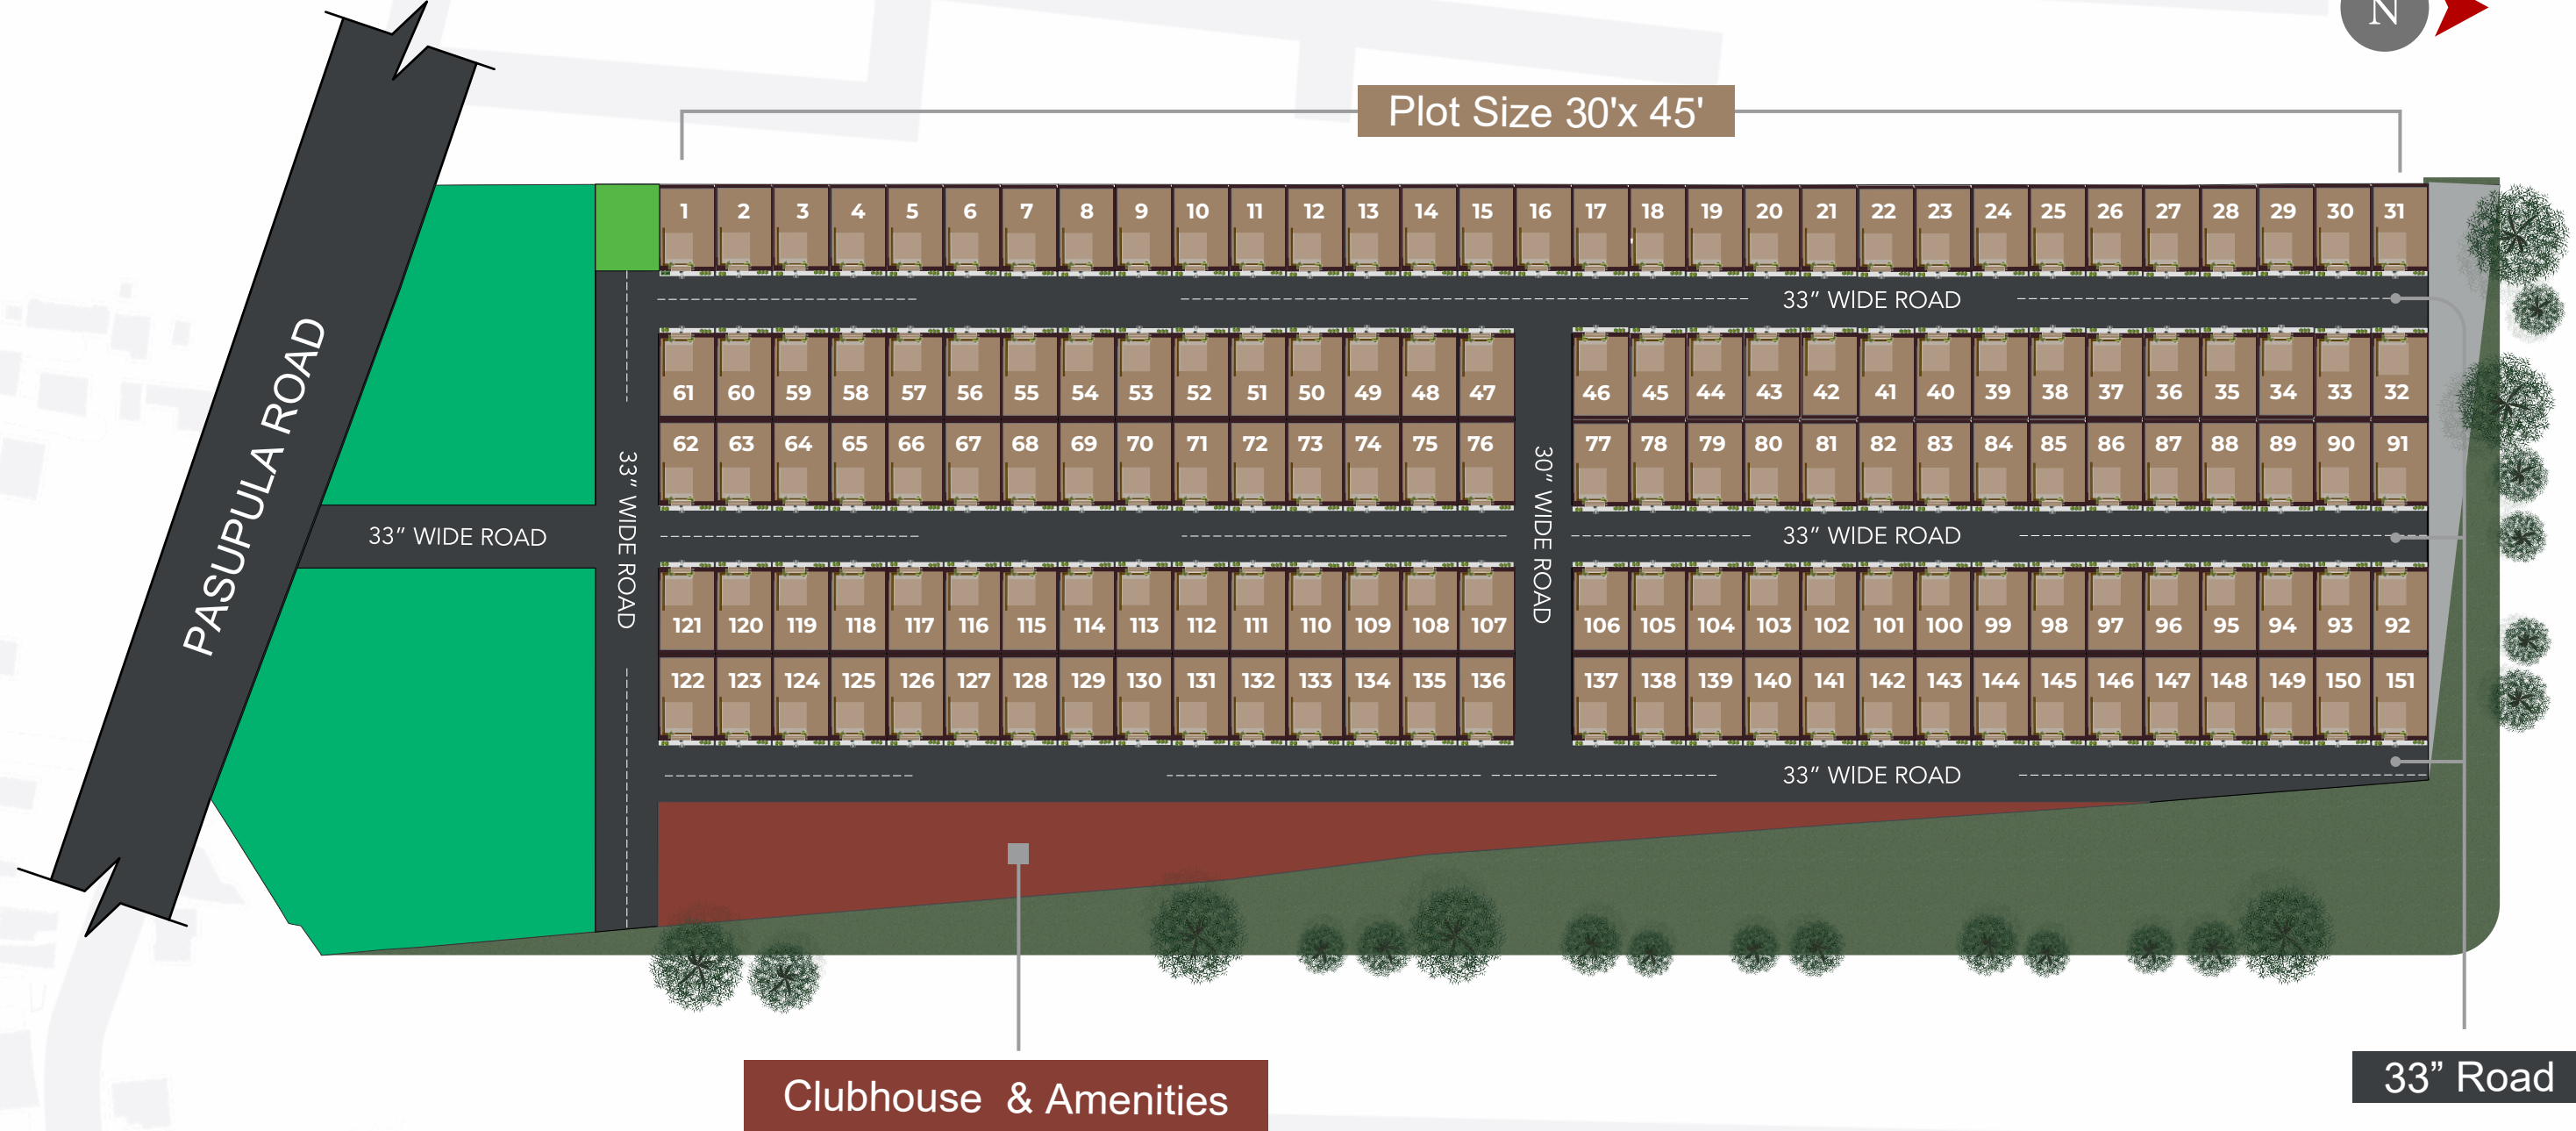 N
Plot Size 30'x 45'
1 2 3 4 5 6 7 8 9 10 11 12 13 14 15 16 17 18 19 20 21 22 23 24 25 26 27 28 29 30 31
33” WIDE ROAD
61 60 59 58 57 56 55 54 53 52 51 50 49 48 47 46 45 44 43 42 41 40 39 38 37 36 35 34 33 32
62 63 64 65 66 67 68 69 70 71 72 73 74 75 76 77 78 79 80 81 82 83 84 85 86 87 88 89 90 91
PASUPULA ROAD
33” WIDE ROAD
33” WIDE ROAD
30” WIDE ROAD
33” WIDE ROAD
121 120 119 118 117 116 115 114 113 112 111 110 109 108 107 106 105 104 103 102 101 100 99 98 97 96 95 94 93 92
122 123 124 125 126 127 128 129 130 131 132 133 134 135 136 137 138 139 140 141 142 143 144 145 146 147 148 149 150 151
33” WIDE ROAD
Clubhouse & Amenities
33” Road